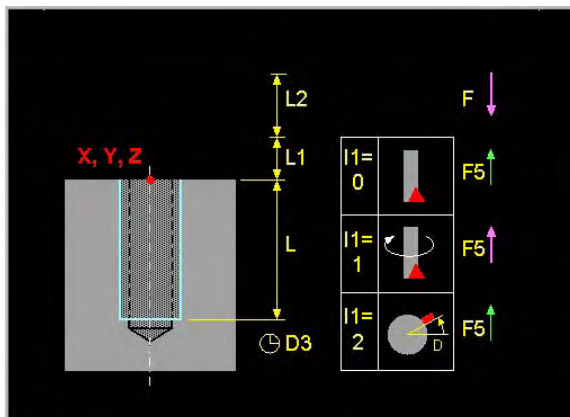 L2
F
L1
X, Y, Z
I1=
0
F5
L
I1=
1
F5
I1=
2
D
F5
D3